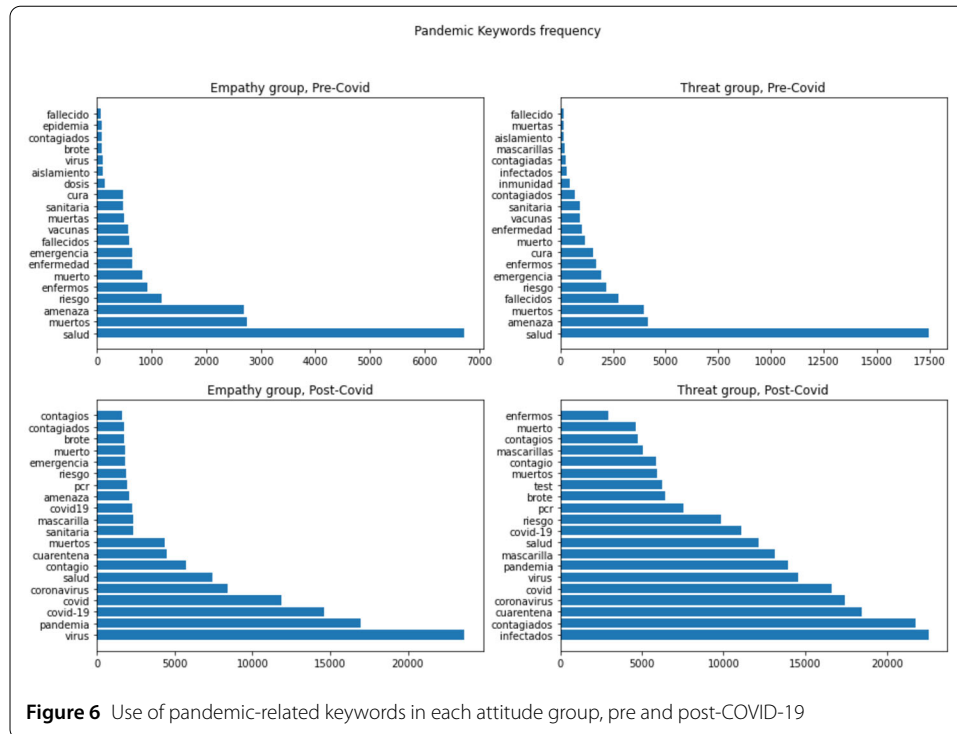 Pandemic Keywords frequency
Empathy group, Pre-Covid
fallecido
epidemia
contagiados
brote
virus
aislamiento
dosis
cura
sanitaria
muertas
vacunas
fallecidos
emergencia
enfermedad
muerto
enfermos
riesgo
amenaza
muertos
salud
0 1000 2000 3000 4000 5000 6000 7000
Threat group, Pre-Covid
fallecido
muertas
aislamiento
mascarillas
contagiadas
infectados
inmunidad
contagiados
sanitaria
vacunas
enfermedad
muerto
cura
enfermos
emergencia
riesgo
fallecidos
muertos
amenaza
salud
0 2500 5000 7500 10000 12500 15000 17500
Empathy group, Post-Covid
contagios
contagiados
brote
muerto
emergencia
riesgo
pcr
amenaza
covid19
mascarilla
sanitaria
muertos
cuarentena
contagio
salud
coronavirus
covid
covid-19
pandemia
virus
0 5000 10000 15000 20000
Threat group, Post-Covid
enfermos
muerto
contagios
mascarillas
contagio
muertos
test
brote
pcr
riesgo
covid-19
salud
mascarilla
pandemia
virus
covid
coronavirus
cuarentena
contagiados
infectados
0 5000 10000 15000 20000
Figure 6 Use of pandemic-related keywords in each attitude group, pre and post-COVID-19